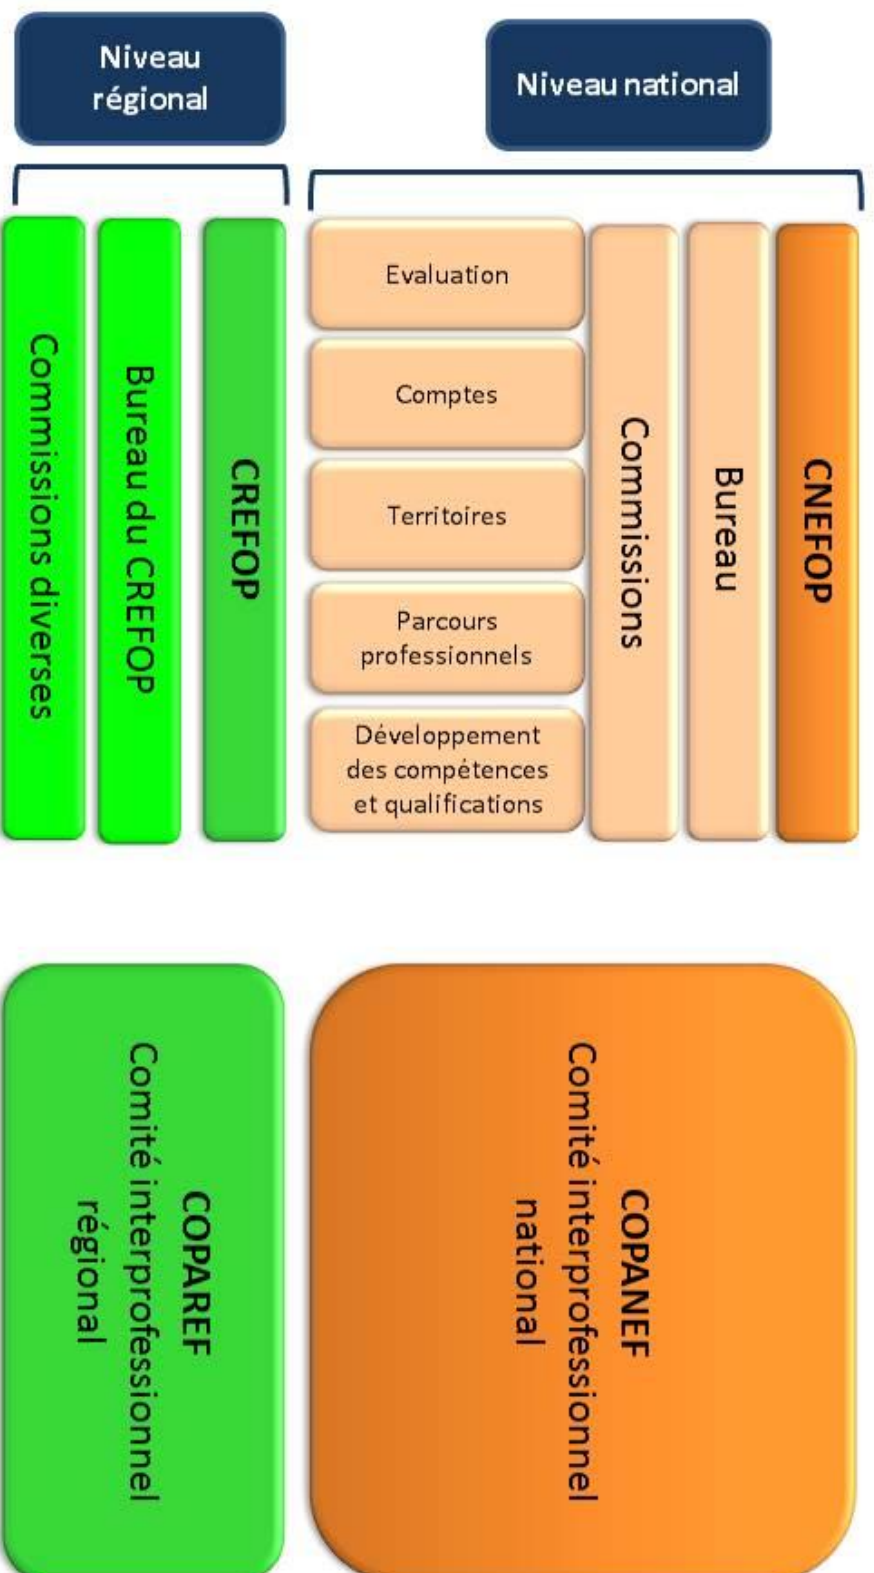 Niveau
régional
Niveau national
CNEFOP
Bureau
Commissions
Evaluation
Comptes
Territoires
Parcours
professionnels
Développement
des compétences
et qualifications
CREFOP
Bureau du CREFOP
Commissions diverses
COPANEF
Comité interprofessionnel
national
COPAREF
Comité interprofessionnel
régional